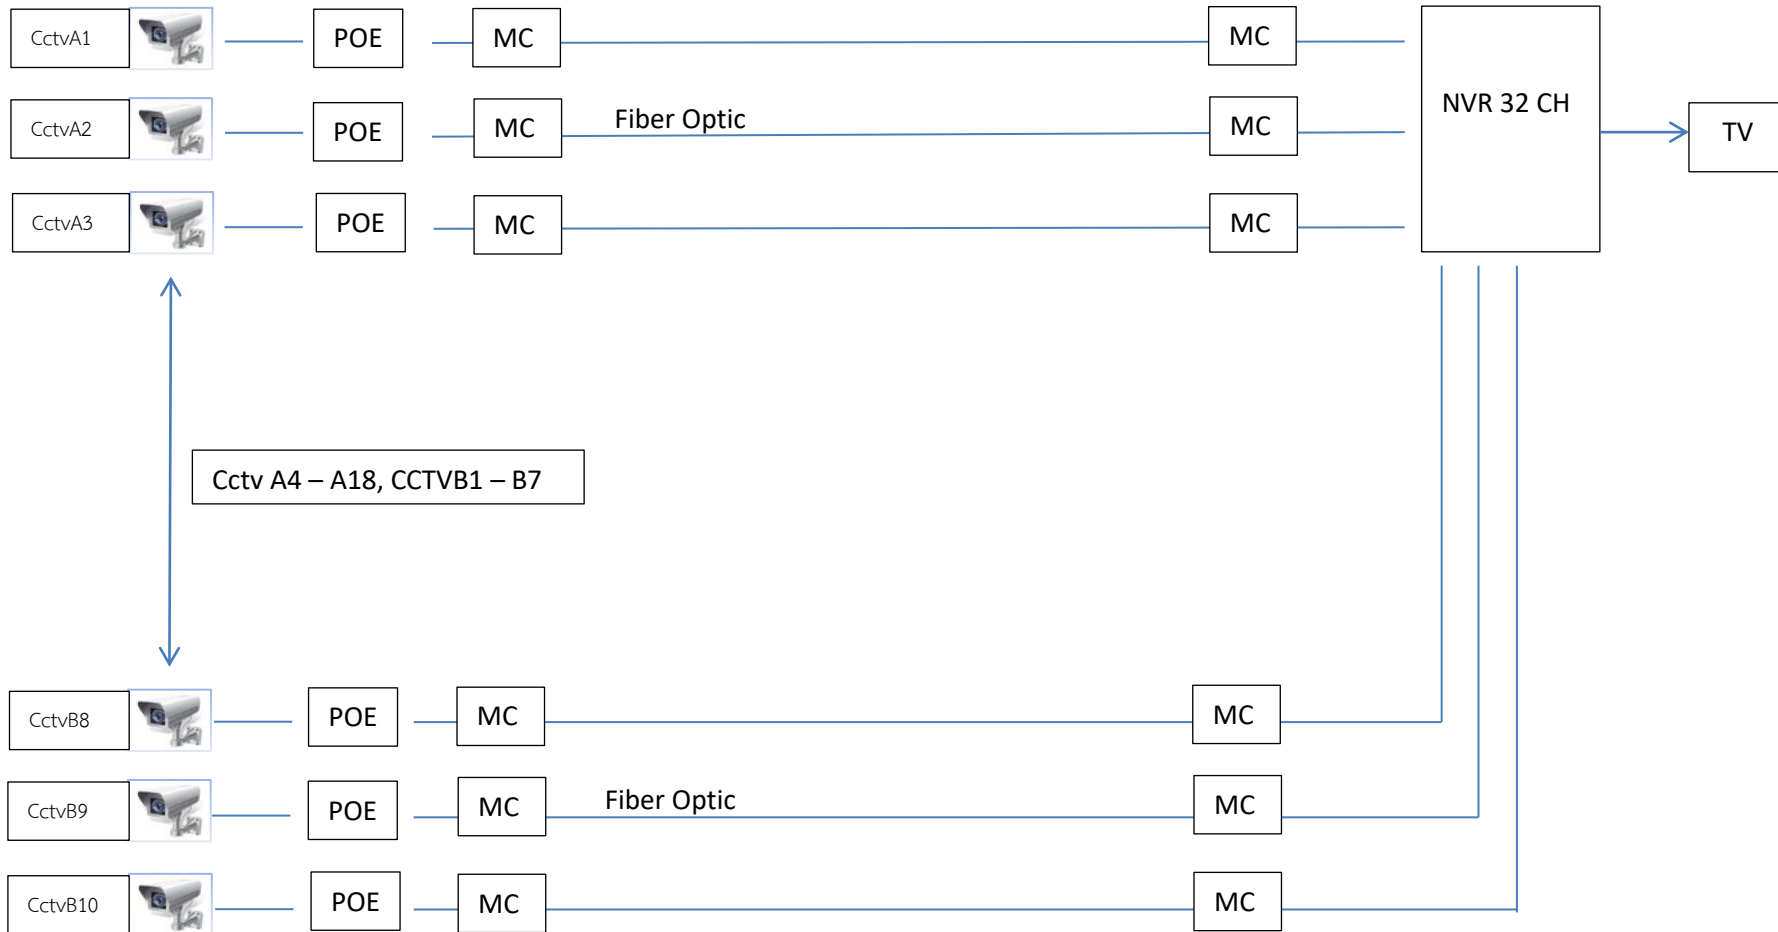 CctvA1
POE
MC
MC
NVR 32 CH
CctvA2
POE
MC
Fiber Optic
MC
TV
CctvA3
POE
MC
MC
Cctv A4 – A18, CCTVB1 – B7
CctvB8
POE
MC
MC
CctvB9
POE
MC
Fiber Optic
MC
CctvB10
POE
MC
MC